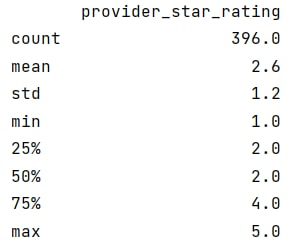 provider_star_rating
count 396.0
mean 2.6
std 1.2
min 1.0
25% 2.0
50% 2.0
75% 4.0
max 5.0